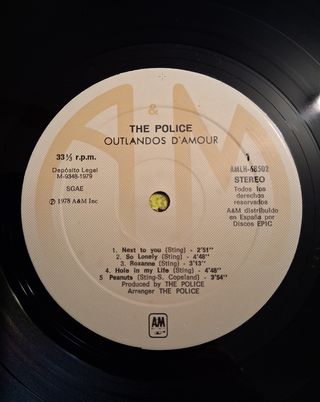 &
THE POLICE
OUTLANDOS D'AMOUR
33⅓ r.p.m.
Depósito Legal
M-9348-1979
SGAE
℗ 1978 A&M Inc
1
AMLH-68502
STEREO
Todos los
derechos
reservados
A&M distribuido
en España por
Discos EPIC
1. Next to you (Sting) - 2'51"
2. So Lonely (Sting) - 4'48"
3. Roxanne (Sting) - 3'13"
4. Hole in my Life (Sting) - 4'48"
5 Peanuts (Sting-S. Copeland) - 3'54"
Produced by THE POLICE
Arranger THE POLICE
A&M